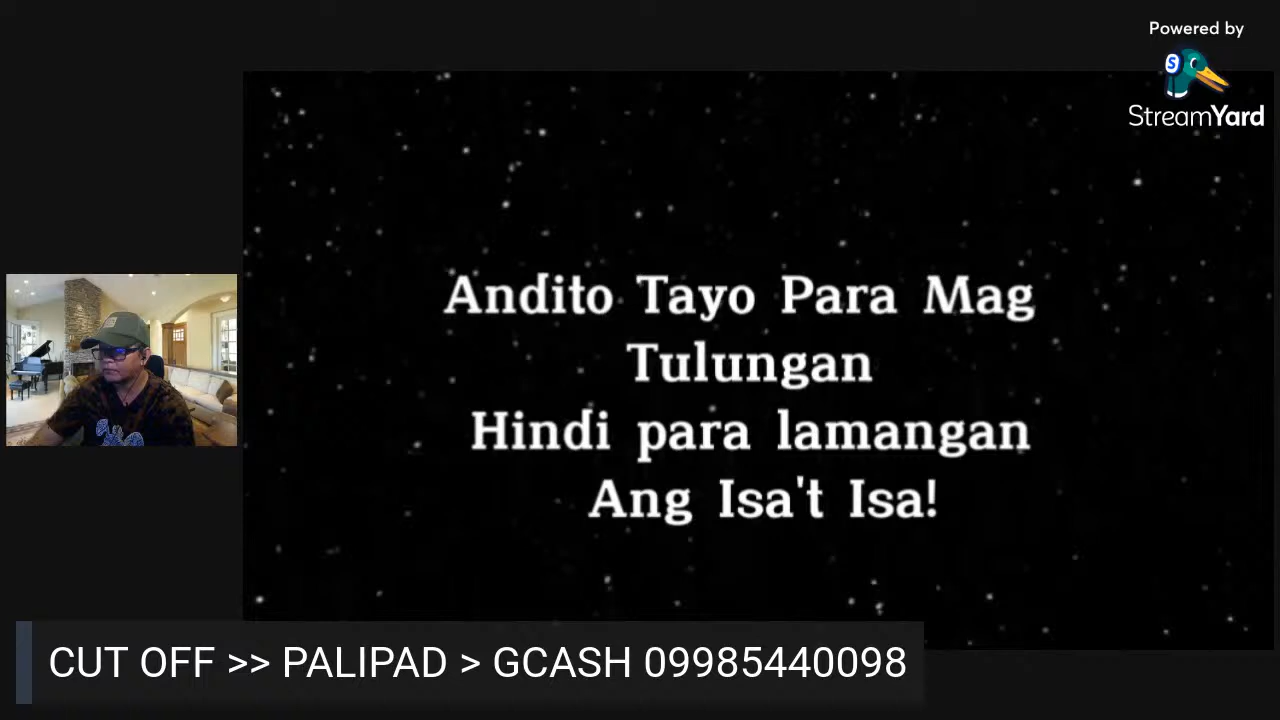 Powered by
S
StreamYard
Andito Tayo Para Mag
Tulungan
Hindi para lamangan
Ang Isa't Isa!
CUT OFF >> PALIPAD > GCASH 09985440098